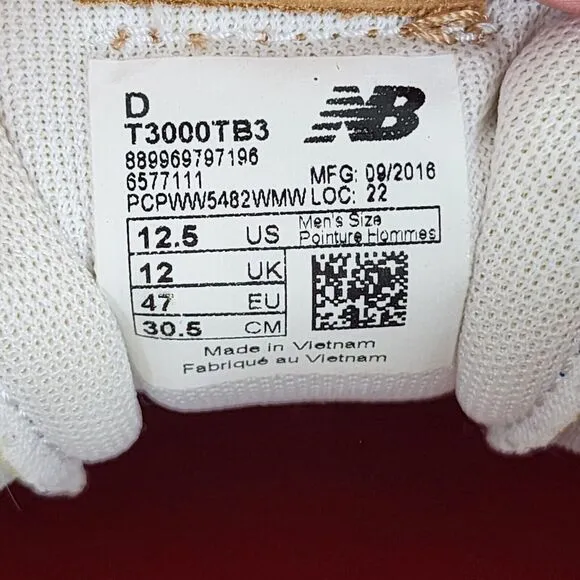 D
NB
T3000TB3
889969797196
6577111 MFG: 09/2016
PCPWW5482WMW LOC: 22
12.5 US Men's Size
Pointure Hommes
12 UK
47 EU
30.5 CM
Made in Vietnam
Fabriqué au Vietnam